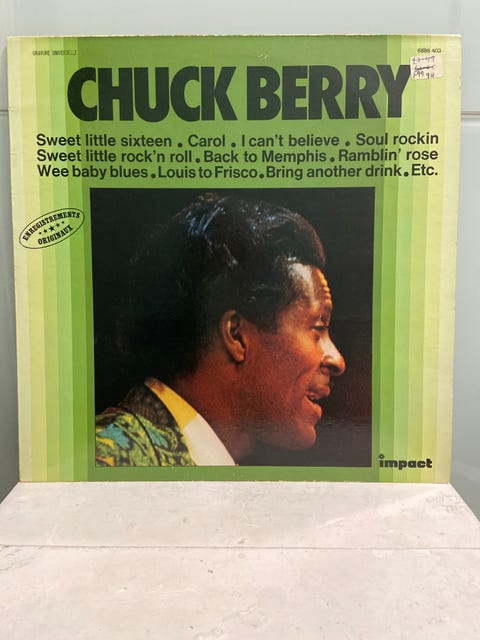 GRAVURE UNIVERSELLE
6886 403
CHUCK BERRY
Sweet little sixteen . Carol . I can't believe . Soul rockin
Sweet little rock'n roll . Back to Memphis . Ramblin' rose
Wee baby blues . Louis to Frisco . Bring another drink . Etc.
ENREGISTREMENTS
ORIGINAUX
impact